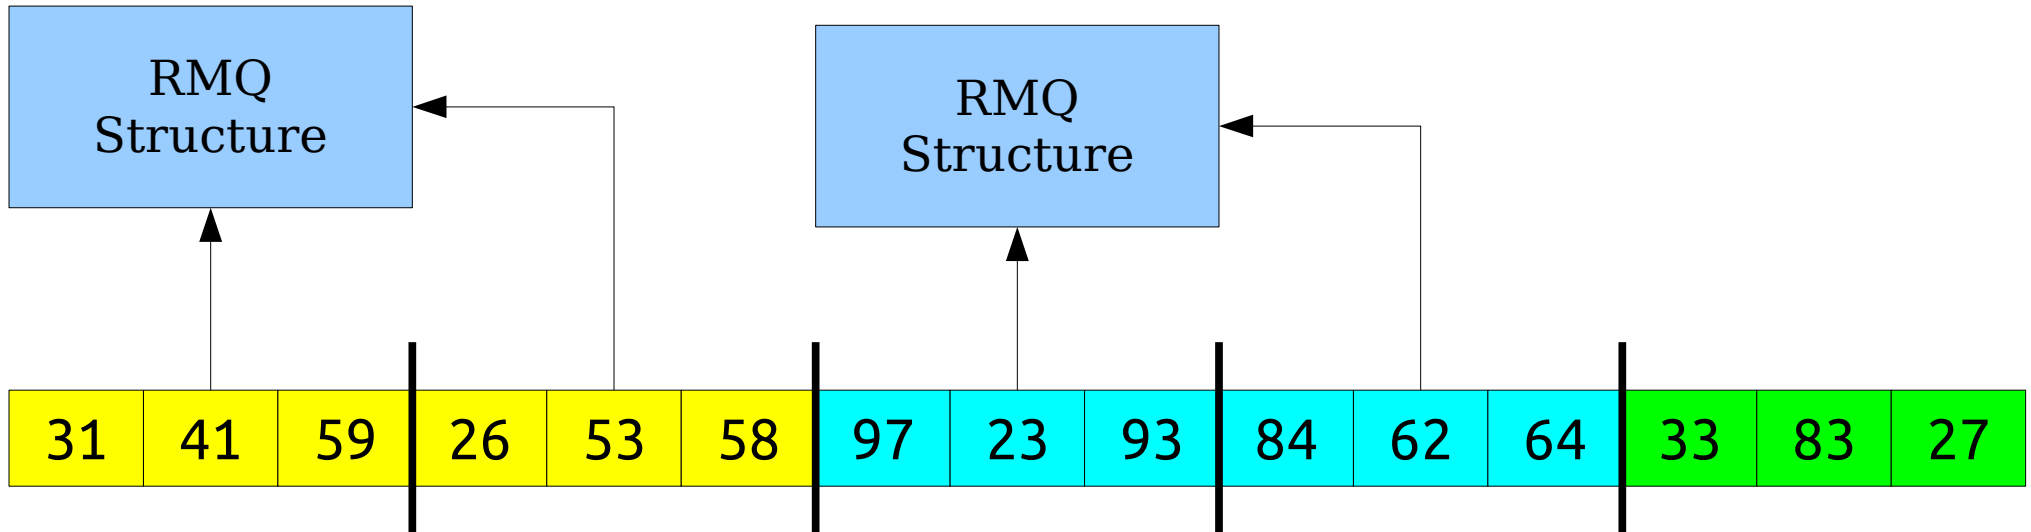 RMQ
Structure
RMQ
Structure
31 41 59 26 53 58 97 23 93 84 62 64 33 83 27